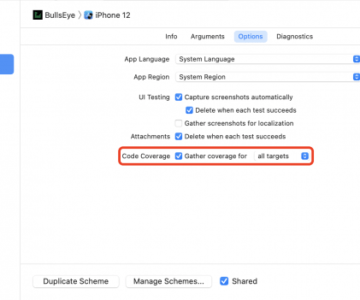 BullsEye 〉 iPhone 12
Info Arguments Options Diagnostics
App Language System Language
App Region System Region
UI Testing Capture screenshots automatically
Delete when each test succeeds
Gather screenshots for localization
Attachments Delete when each test succeeds
Code Coverage Gather coverage for all targets
Duplicate Scheme Manage Schemes... Shared